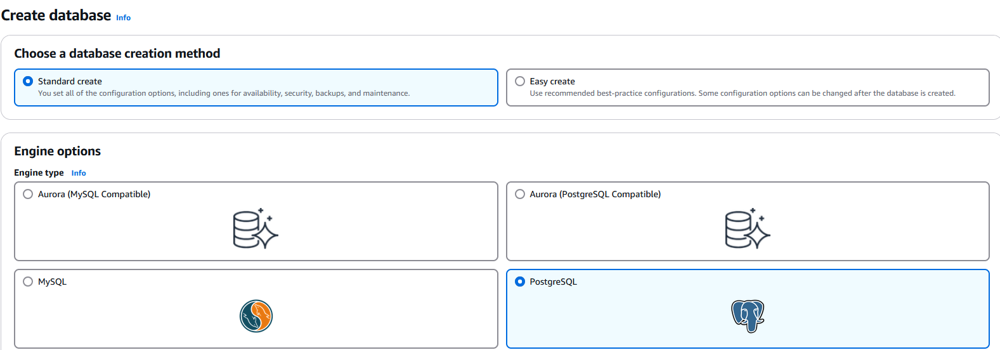 Create database Info
Choose a database creation method
Standard create
You set all of the configuration options, including ones for availability, security, backups, and maintenance.
Easy create
Use recommended best-practice configurations. Some configuration options can be changed after the database is created.
Engine options
Engine type Info
Aurora (MySQL Compatible)
Aurora (PostgreSQL Compatible)
MySQL
PostgreSQL